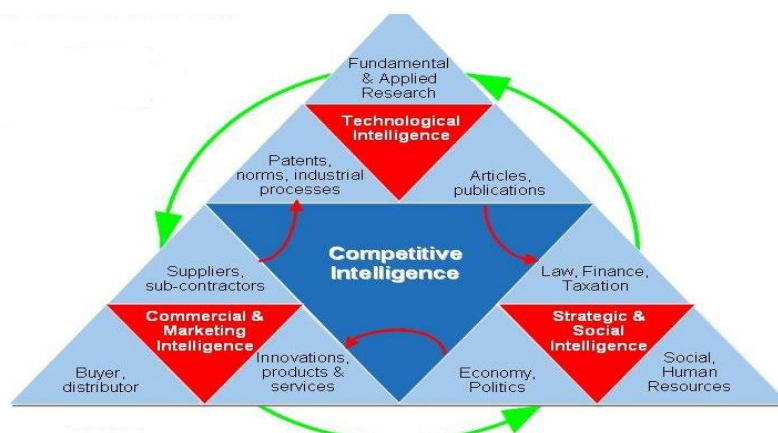 Fundamental
& Applied
Research
Technological
Intelligence
Patents,
norms, industrial
processes
Articles,
publications
Competitive
Intelligence
Suppliers,
sub-contractors
Law, Finance,
Taxation
Commercial &
Marketing
Intelligence
Strategic &
Social
Intelligence
Buyer,
distributor
Innovations,
products &
services
Economy,
Politics
Social,
Human
Resources